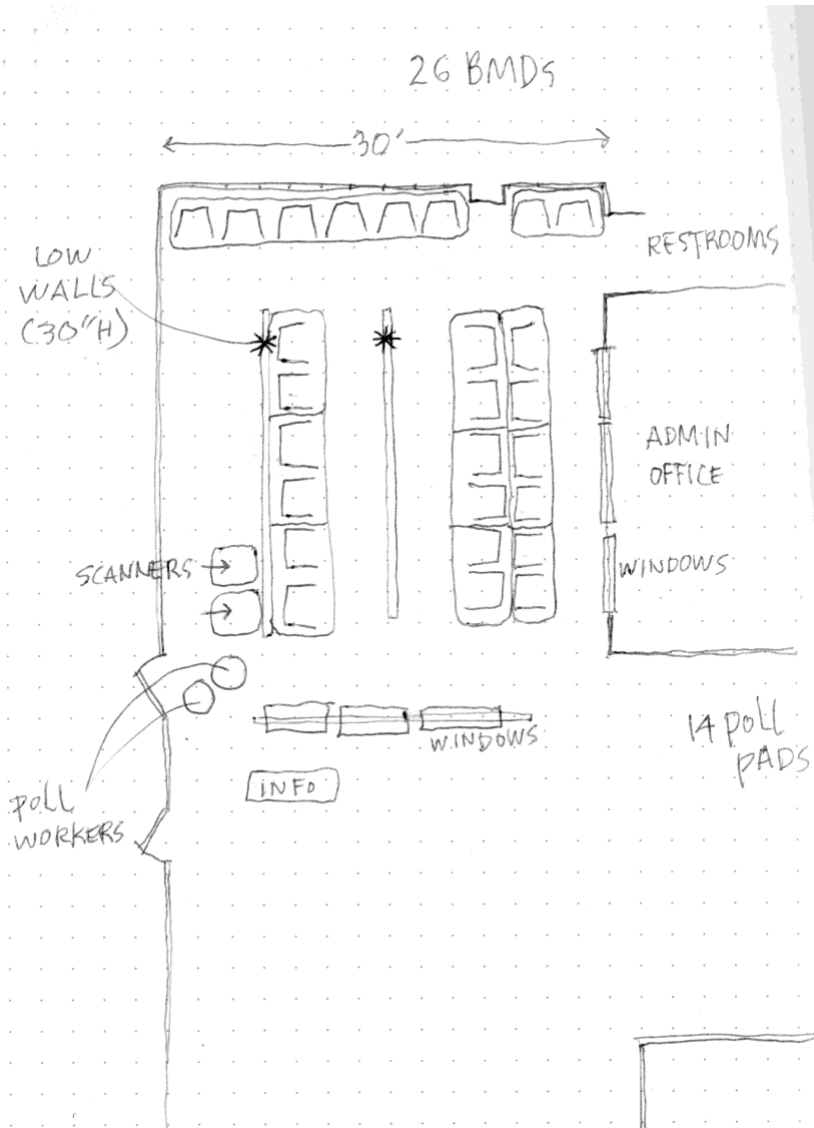 26 BMDs
30'
RESTROOMS
LOW
WALLS
(30"H)
ADMIN
OFFICE
SCANNERS
WINDOWS
14 POLL
PADS
WINDOWS
INFO
POLL
WORKERS